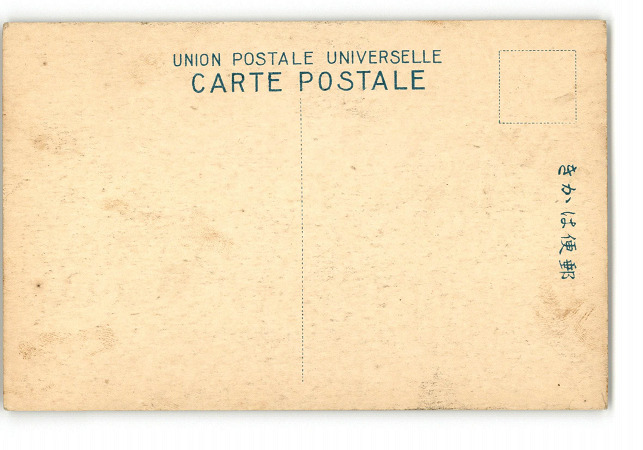 UNION POSTALE UNIVERSELLE
CARTE POSTALE
郵便はかき